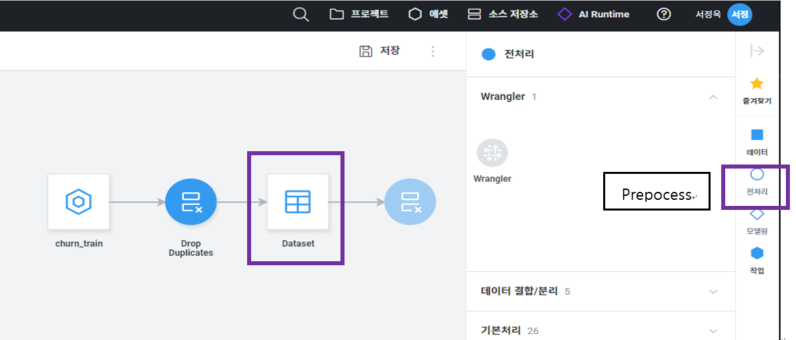 프로젝트 애셋 소스 저장소 AI Runtime 서정욱 서정
저장
전처리
Wrangler 1
Wrangler
데이터 결합/분리 5
기본처리 26
churn_train
Drop
Duplicates
Dataset
Prepocess
즐겨찾기
데이터
전처리
모델링
작업